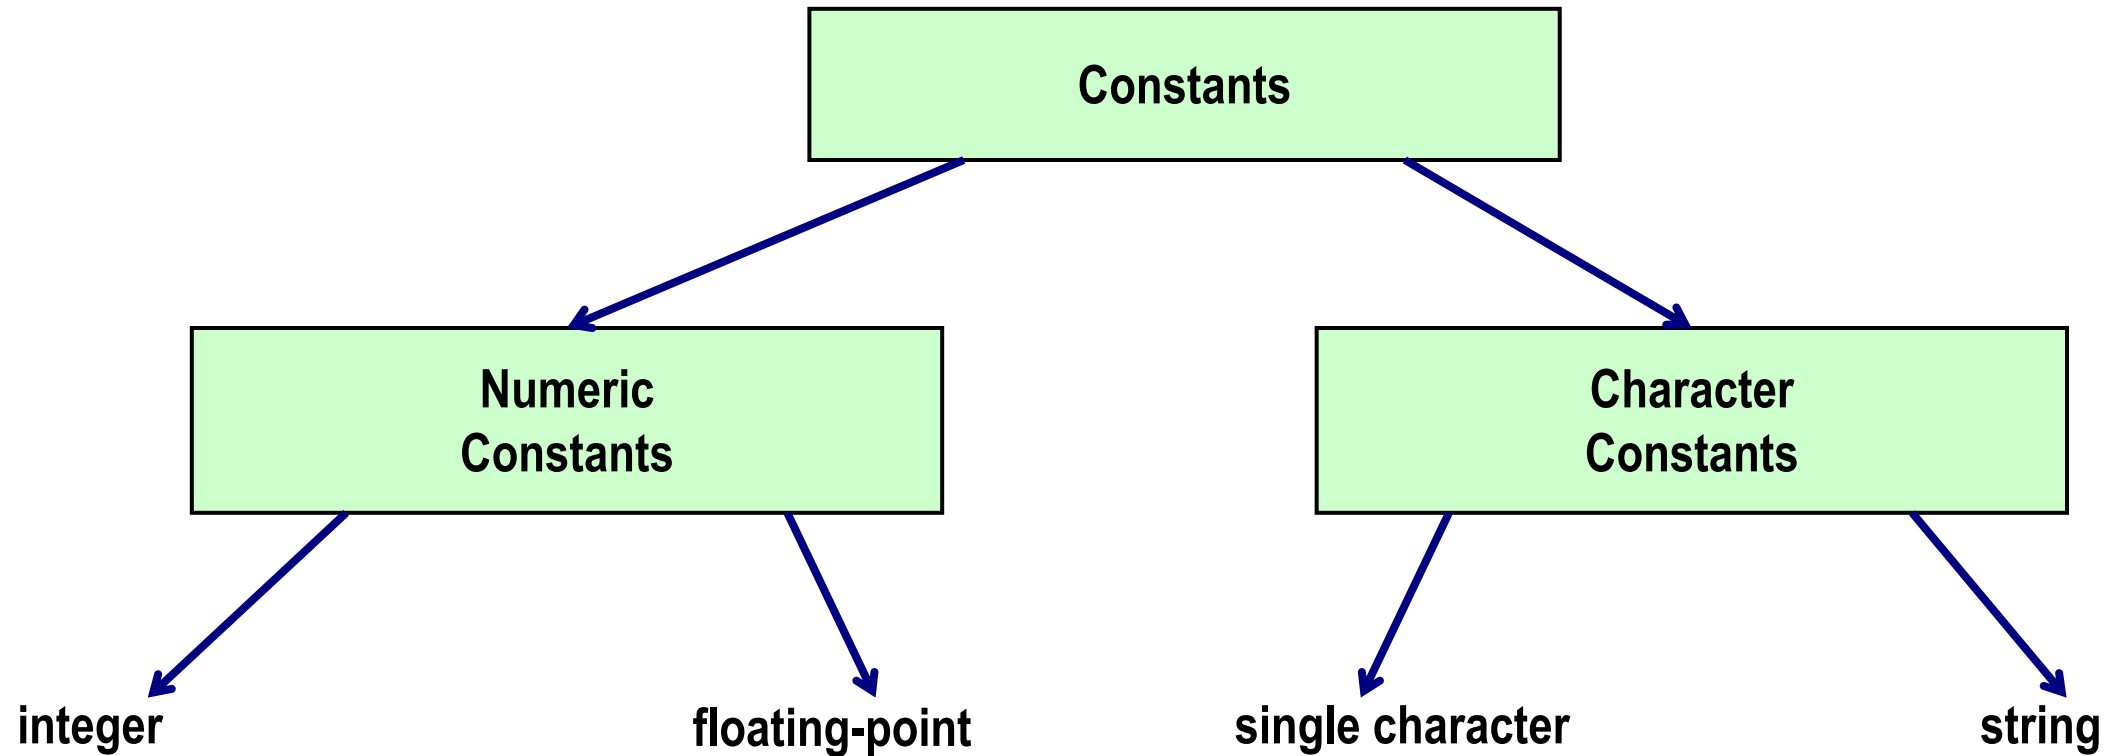 Constants
Numeric
Constants
Character
Constants
integer
floating-point
single character
string